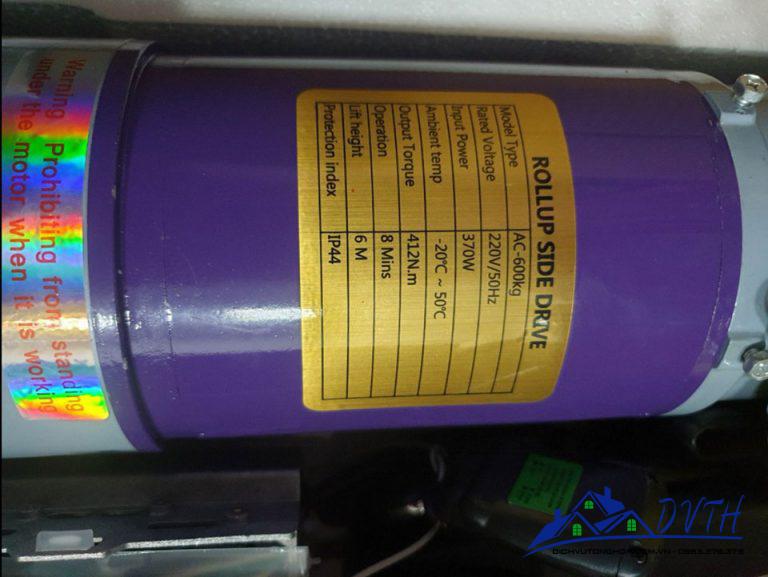 ROLLUP SIDE DRIVE
Model Type AC-600kg
Rated Voltage 220V/50Hz
Input Power 370W
Ambient temp -20℃ ~ 50℃
Output Torque 412N.m
Operation 8 Mins
Lift height 6 M
Protection index IP44
Warning Prohibiting from standing
under the motor when it is working
DVTH